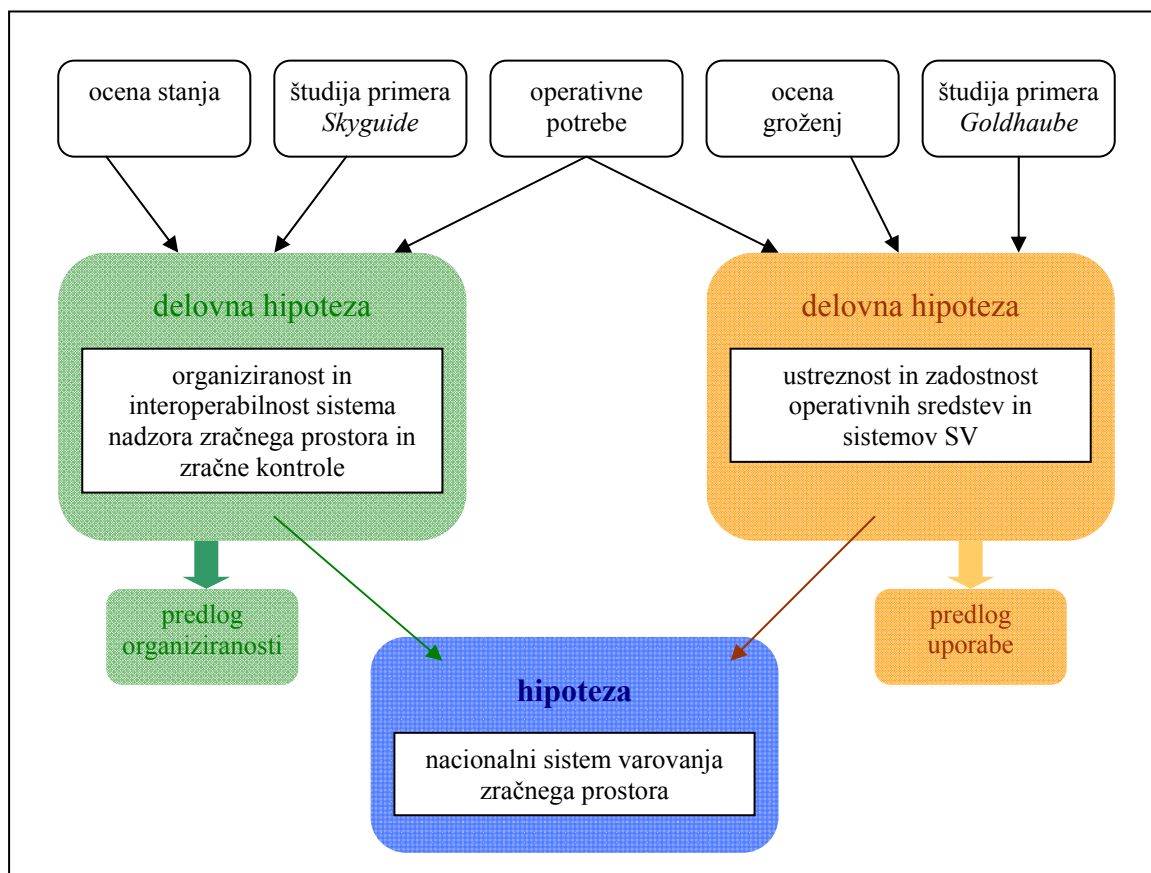 ocena stanja
študija primera
Skyguide
operativne
potrebe
ocena
groženj
študija primera
Goldhaube
delovna hipoteza
organiziranost in
interoperabilnost sistema
nadzora zračnega prostora in
zračne kontrole
delovna hipoteza
ustreznost in zadostnost
operativnih sredstev in
sistemov SV
predlog
organiziranosti
predlog
uporabe
hipoteza
nacionalni sistem varovanja
zračnega prostora